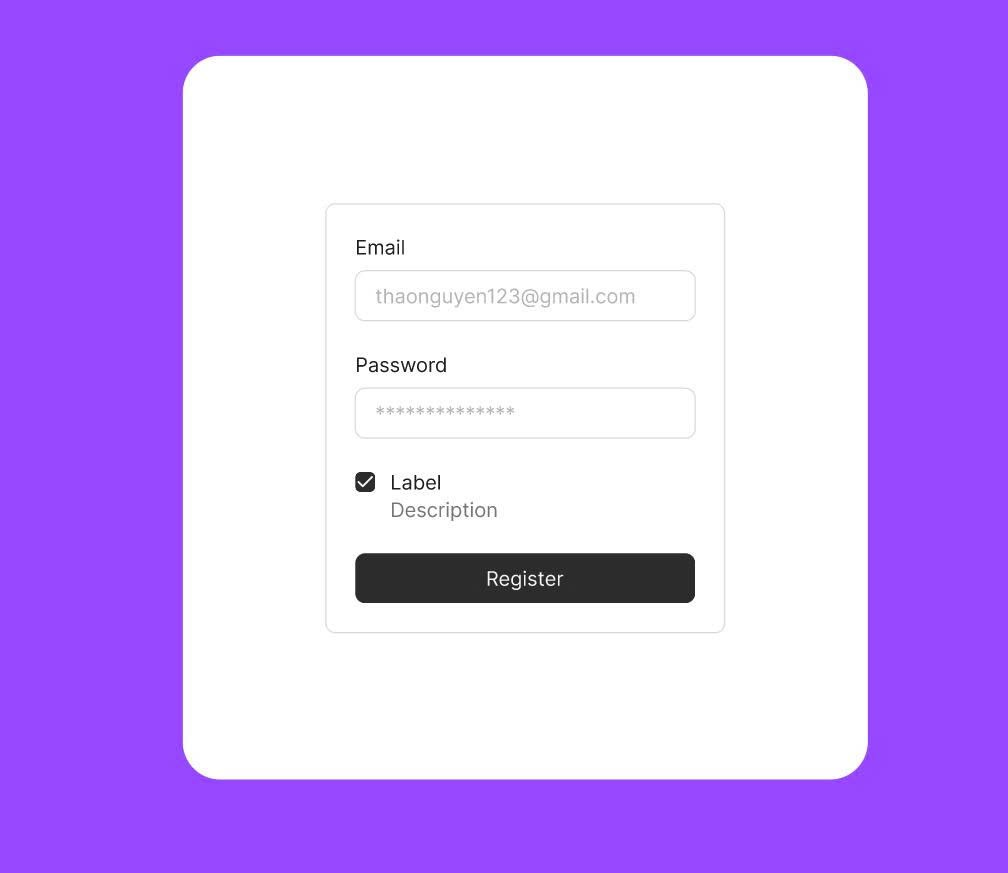 Email
thaonguyen123@gmail.com
Password
**************
Label
Description
Register